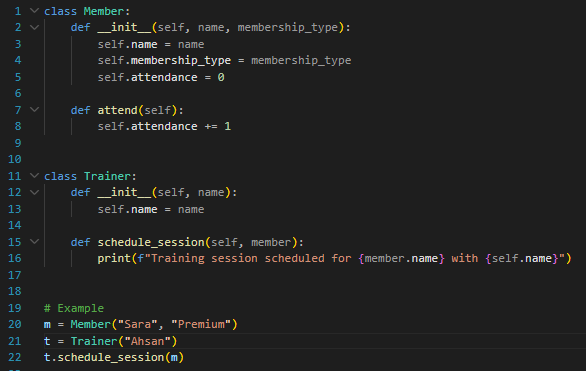 1 class Member:
2     def __init__(self, name, membership_type):
3         self.name = name
4         self.membership_type = membership_type
5         self.attendance = 0
6
7     def attend(self):
8         self.attendance += 1
9
10
11 class Trainer:
12     def __init__(self, name):
13         self.name = name
14
15     def schedule_session(self, member):
16         print(f"Training session scheduled for {member.name} with {self.name}")
17
18
19 # Example
20 m = Member("Sara", "Premium")
21 t = Trainer("Ahsan")
22 t.schedule_session(m)